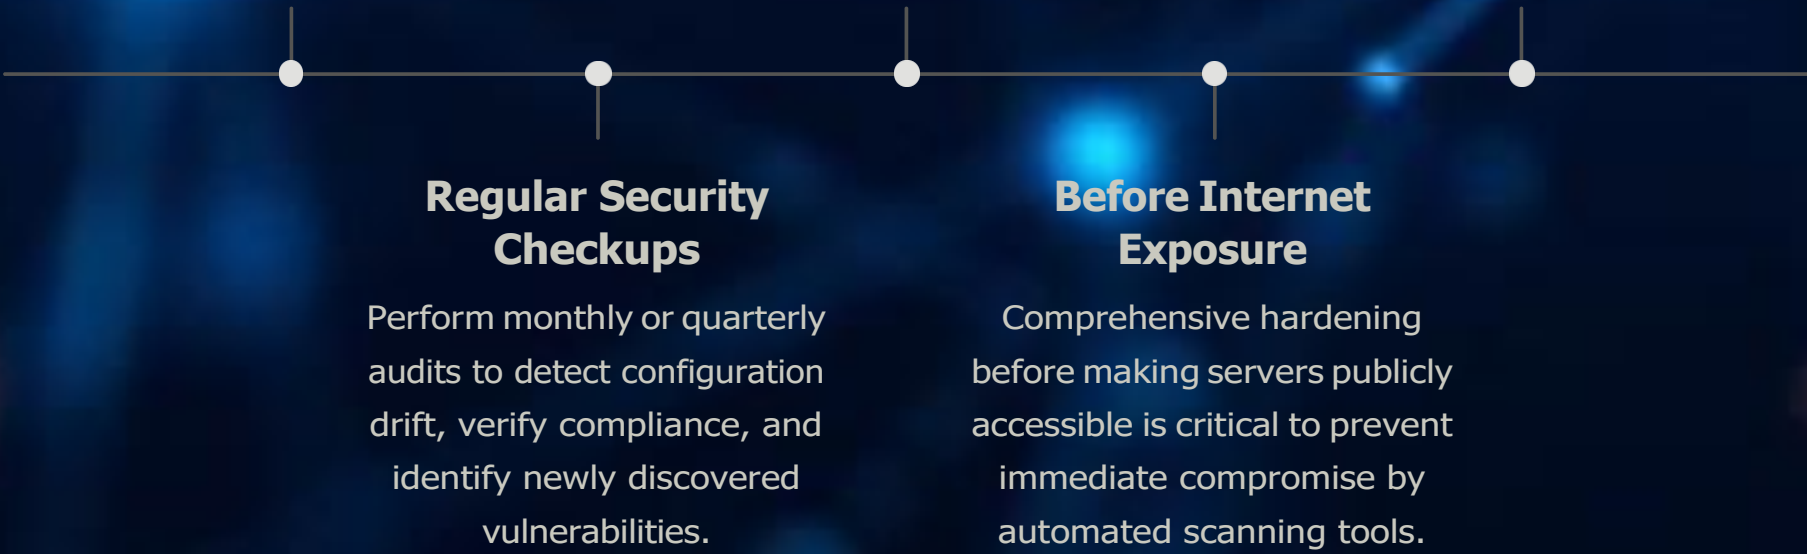 Regular Security
Checkups
Perform monthly or quarterly
audits to detect configuration
drift, verify compliance, and
identify newly discovered
vulnerabilities.
Before Internet
Exposure
Comprehensive hardening
before making servers publicly
accessible is critical to prevent
immediate compromise by
automated scanning tools.